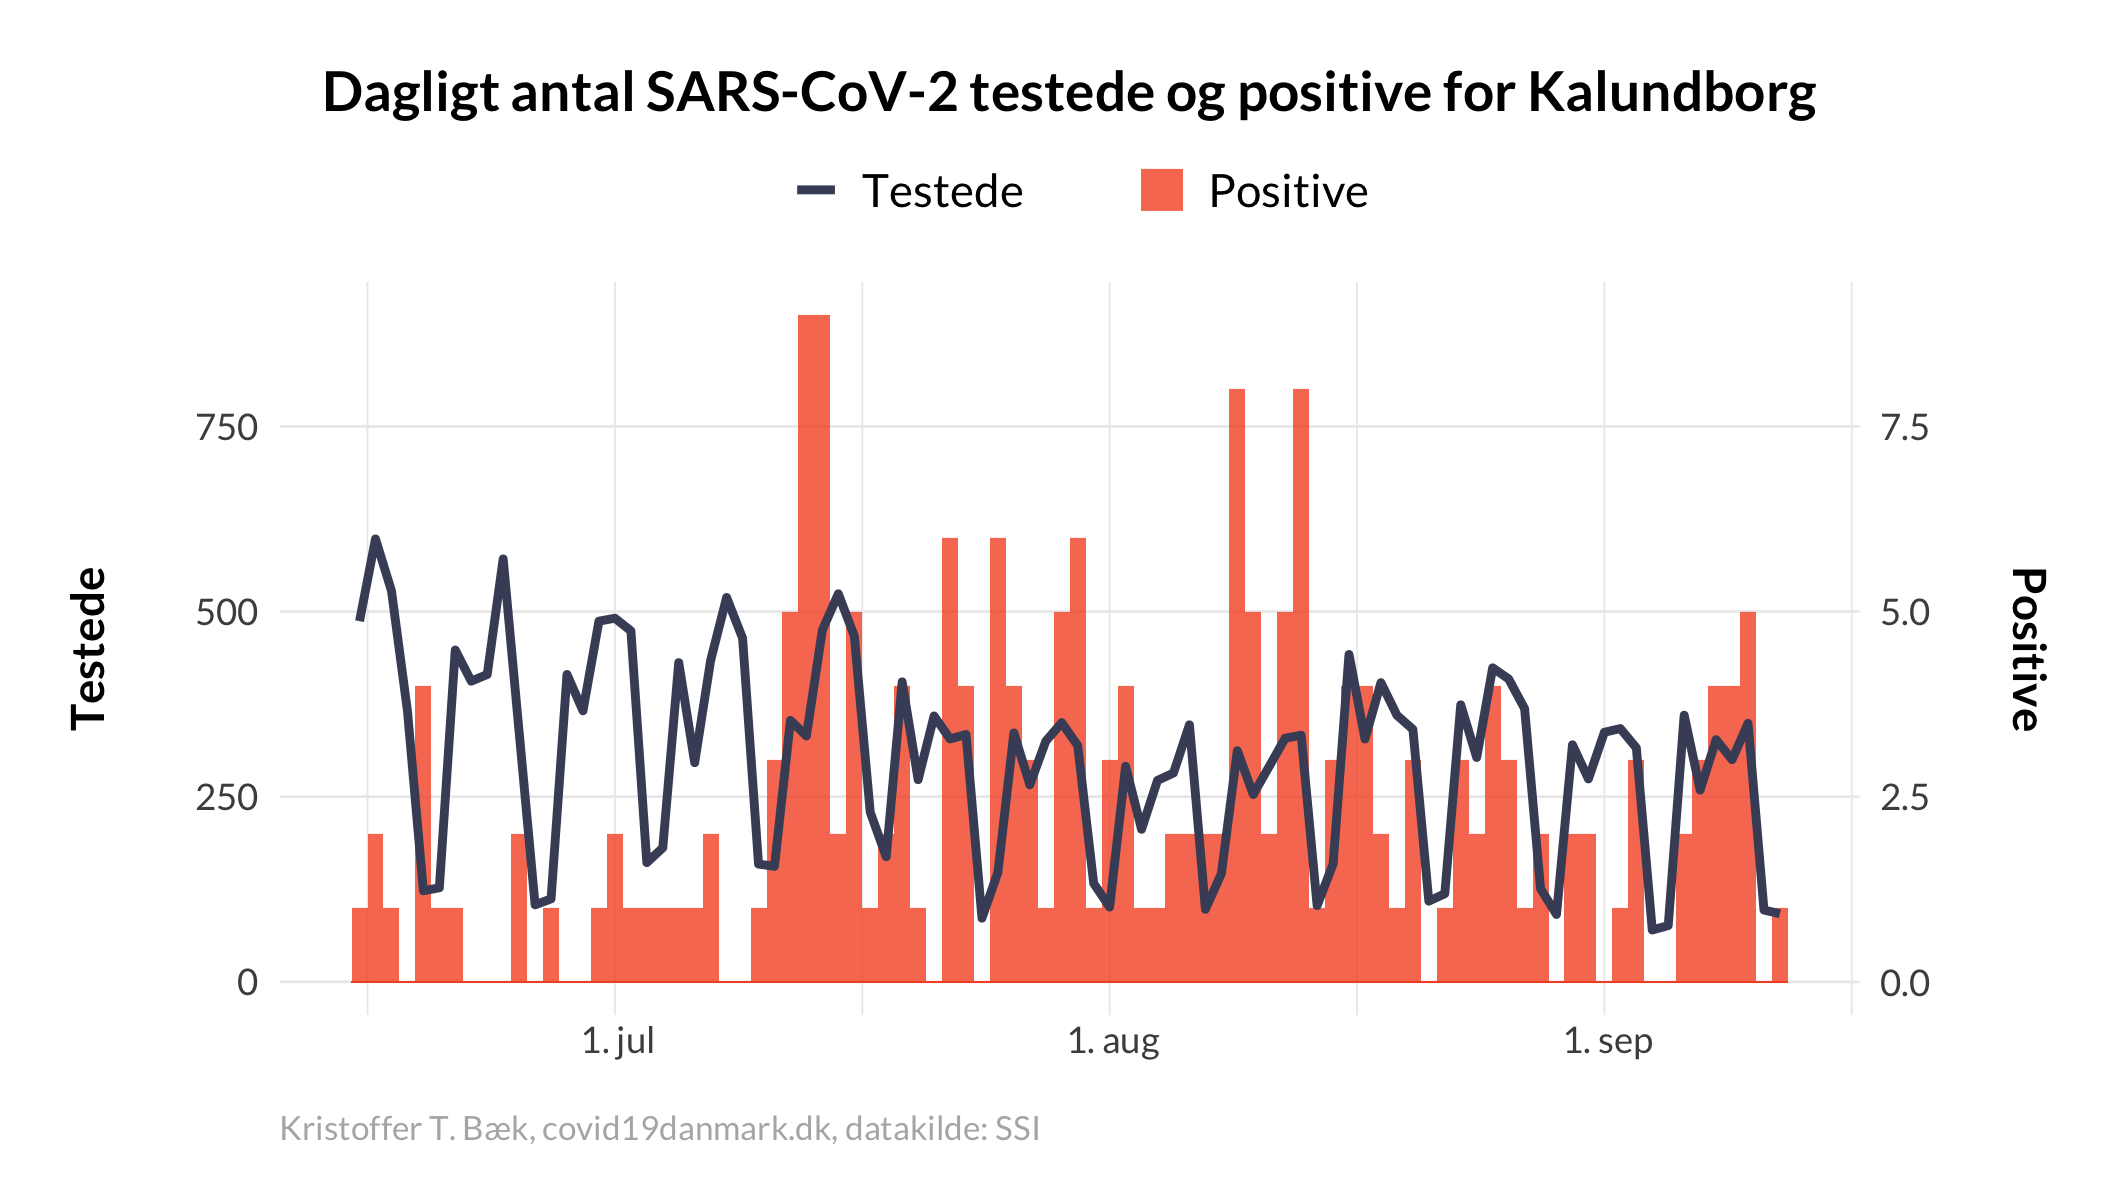 Dagligt antal SARS-CoV-2 testede og positive for Kalundborg
Testede Positive
750 7.5
500 5.0
250 2.5
0 0.0
Testede
Positive
1. jul 1. aug 1. sep
Kristoffer T. Bæk, covid19danmark.dk, datakilde: SSI